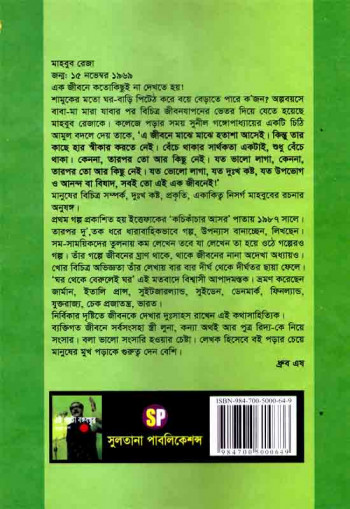 মাহবুব রেজা
জন্ম: ১৫ নভেম্বর ১৯৬৯
এক জীবনে কতোকিছুই না দেখতে হয়!
শামুকের মতো ঘর-বাড়ি পিঠেঠ করে বয়ে বেড়াতে পারে ক'জন? অল্পবয়সে
বাবা-মা মারা যাবার পর বিচিত্র জীবনযাপনের ভেতর দিয়ে যেতে হয়েছে
মাহবুব রেজাকে। কলেজে পড়ার সময় সুনীল গঙ্গোপাধ্যায়ের একটি চিঠি
আমূল বদলে দেয় তাকে, 'এ জীবনে মাঝে মাঝে হতাশা আসেই। কিন্তু তার
কাছে হার স্বীকার করতে নেই। বেঁচে থাকার সার্থকতা একটাই, শুধু বেঁচে
থাকা। কেননা, তারপর তো আর কিছু নেই। যত ভালো লাগা, কেননা,
তারপর তো আর কিছু নেই। যত ভালো লাগা, যত দুঃখ কষ্ট, যত উপভোগ
ও আনন্দ বা বিষাদ, সবই তো এই এক জীবনেই।'
মানুষের বিচিত্র সম্পর্ক, দুঃখ কষ্ট, প্রকৃতি, একাকিত্ব নিসর্গ মাহবুবের রচনার
অনুষঙ্গ।
প্রথম গল্প প্রকাশিত হয় ইত্তেফাকের 'কচিকাঁচার আসর' পাতায় ১৯৮৭ সালে।
তারপর দু'তক ধরে ধারাবাহিকভাবে গল্প, উপন্যাস বানাচ্ছেন, লিখছেন।
সম-সাময়িকদের তুলনায় কম লেখেন তবে যা লেখেন তা হয়ে ওঠে গল্পেরও
গল্প। তাঁর গল্পে জীবনের ঘ্রাণ থাকে, থাকে জীবনের নানা অদেখা অধ্যায়ও।
খোর বিচিত্র অভিজ্ঞতা তাঁর লেখায় বার বার দীর্ঘ থেকে দীর্ঘতর ছায়া ফেলে।
'ঘর থেকে বেরুলেই ঘর' এই মতবাদে বিশ্বাসী আপাদমস্তক। ভ্রমণ করেছেন
জার্মান, ইতালি প্রাল, সুইটজারল্যান্ড, সুইডেন, ডেনমার্ক, ফিনল্যান্ড,
যুক্তরাজ্য, চেক প্রজাতন্ত্র, ভারত।
নির্বিকার দৃষ্টিতে জীবনকে দেখার দুঃসাহস রাখেন এই কথাসাহিত্যিক।
ব্যক্তিগত জীবনে সর্বসংসহা স্ত্রী লুনা, কন্যা অথই আর পুত্র রিদ্য-কে নিয়ে
সংসার। বলা ভালো সংসারি হওয়ার চেষ্টা। লেখক হিসেবে বই পড়ার চেয়ে
মানুষের মুখ পড়াকে গুরুত্ব দেন বেশি।
ধ্রুব এষ
ISBN-984-700-5000-64-9
SP
সুলতানা পাবলিকেশন্স
9847005000649